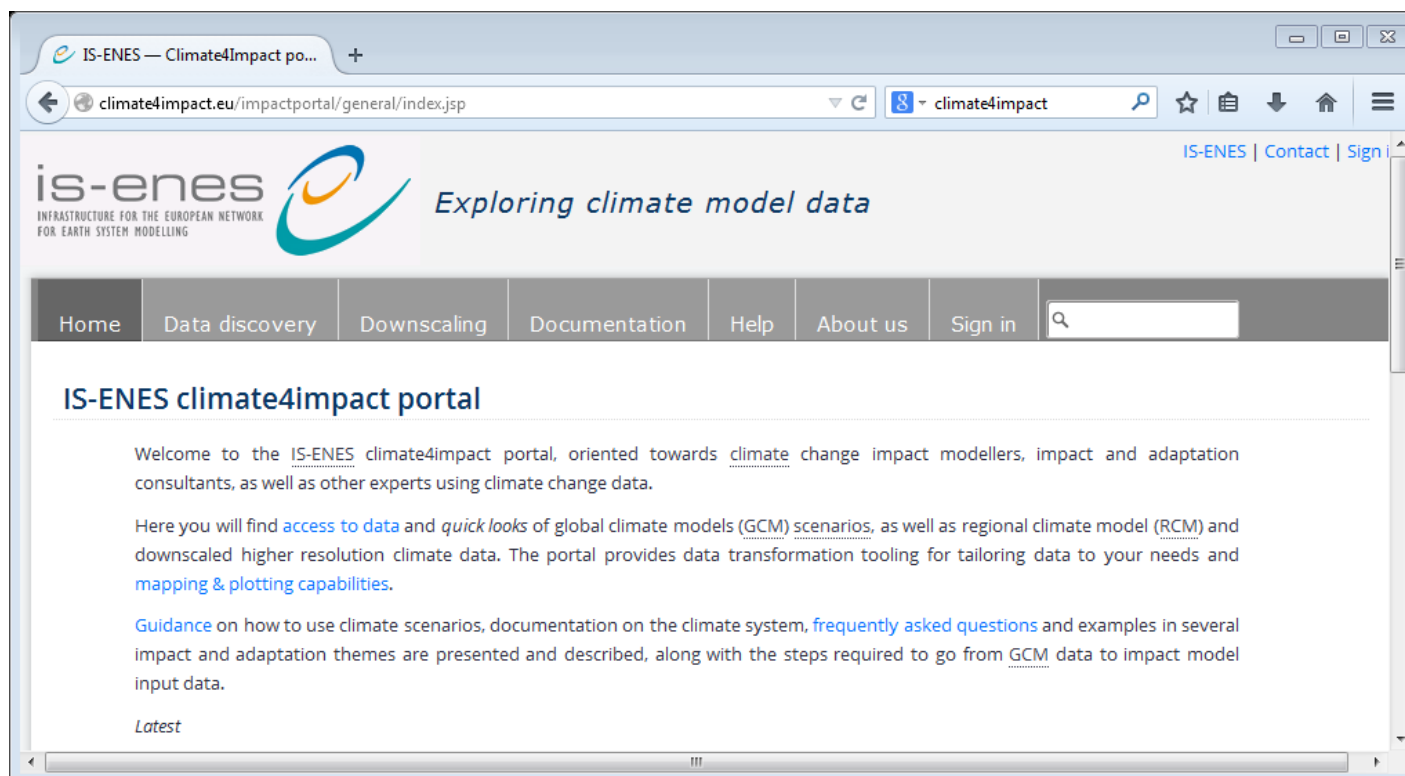 IS-ENES — Climate4Impact po...
climate4impact.eu/impactportal/general/index.jsp
8
climate4impact
IS-ENES | Contact | Sign i
is-enes
INFRASTRUCTURE FOR THE EUROPEAN NETWORK
FOR EARTH SYSTEM MODELLING
Exploring climate model data
Home Data discovery Downscaling Documentation Help About us Sign in
IS-ENES climate4impact portal
Welcome to the IS-ENES climate4impact portal, oriented towards climate change impact modellers, impact and adaptation
consultants, as well as other experts using climate change data.
Here you will find access to data and quick looks of global climate models (GCM) scenarios, as well as regional climate model (RCM) and
downscaled higher resolution climate data. The portal provides data transformation tooling for tailoring data to your needs and
mapping & plotting capabilities.
Guidance on how to use climate scenarios, documentation on the climate system, frequently asked questions and examples in several
impact and adaptation themes are presented and described, along with the steps required to go from GCM data to impact model
input data.
Latest